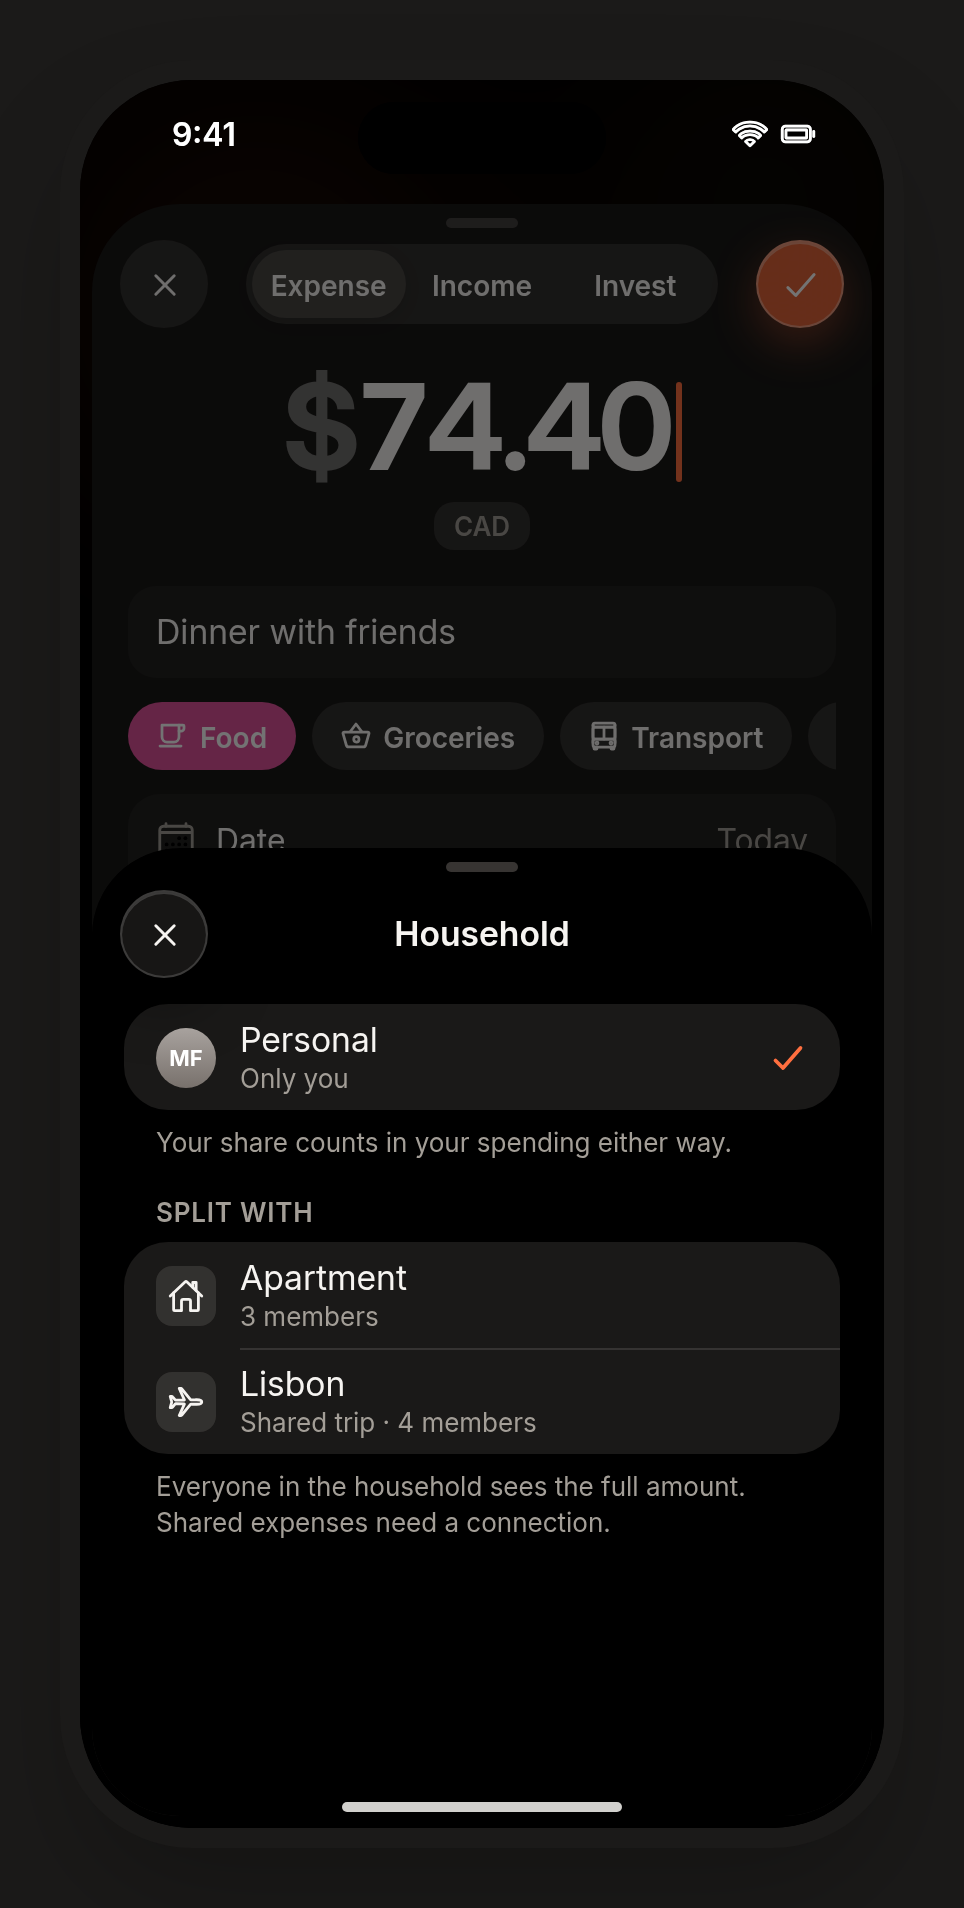 9:41
Expense Income Invest
$74.40
CAD
Dinner with friends
Food Groceries Transport
Date Today
Household
MF Personal
Only you
Your share counts in your spending either way.
SPLIT WITH
Apartment
3 members
Lisbon
Shared trip · 4 members
Everyone in the household sees the full amount.
Shared expenses need a connection.